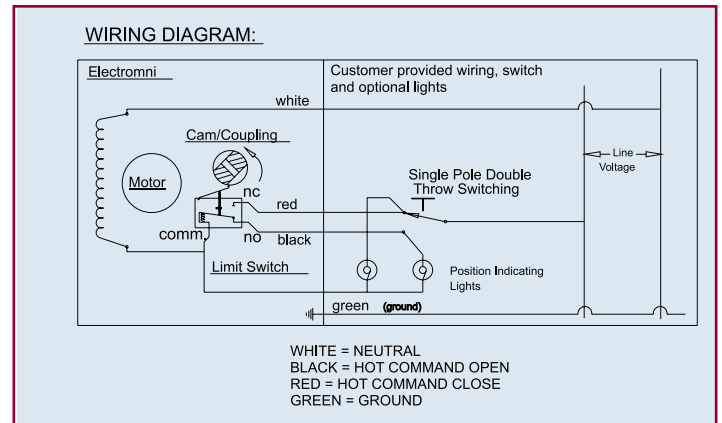 WIRING DIAGRAM:
Electromni
Customer provided wiring, switch
and optional lights
white
Cam/Coupling
Line
Voltage
Motor
Single Pole Double
Throw Switching
nc
red
comm.
no
black
Limit Switch
Position Indicating
Lights
green (ground)
WHITE = NEUTRAL
BLACK = HOT COMMAND OPEN
RED = HOT COMMAND CLOSE
GREEN = GROUND